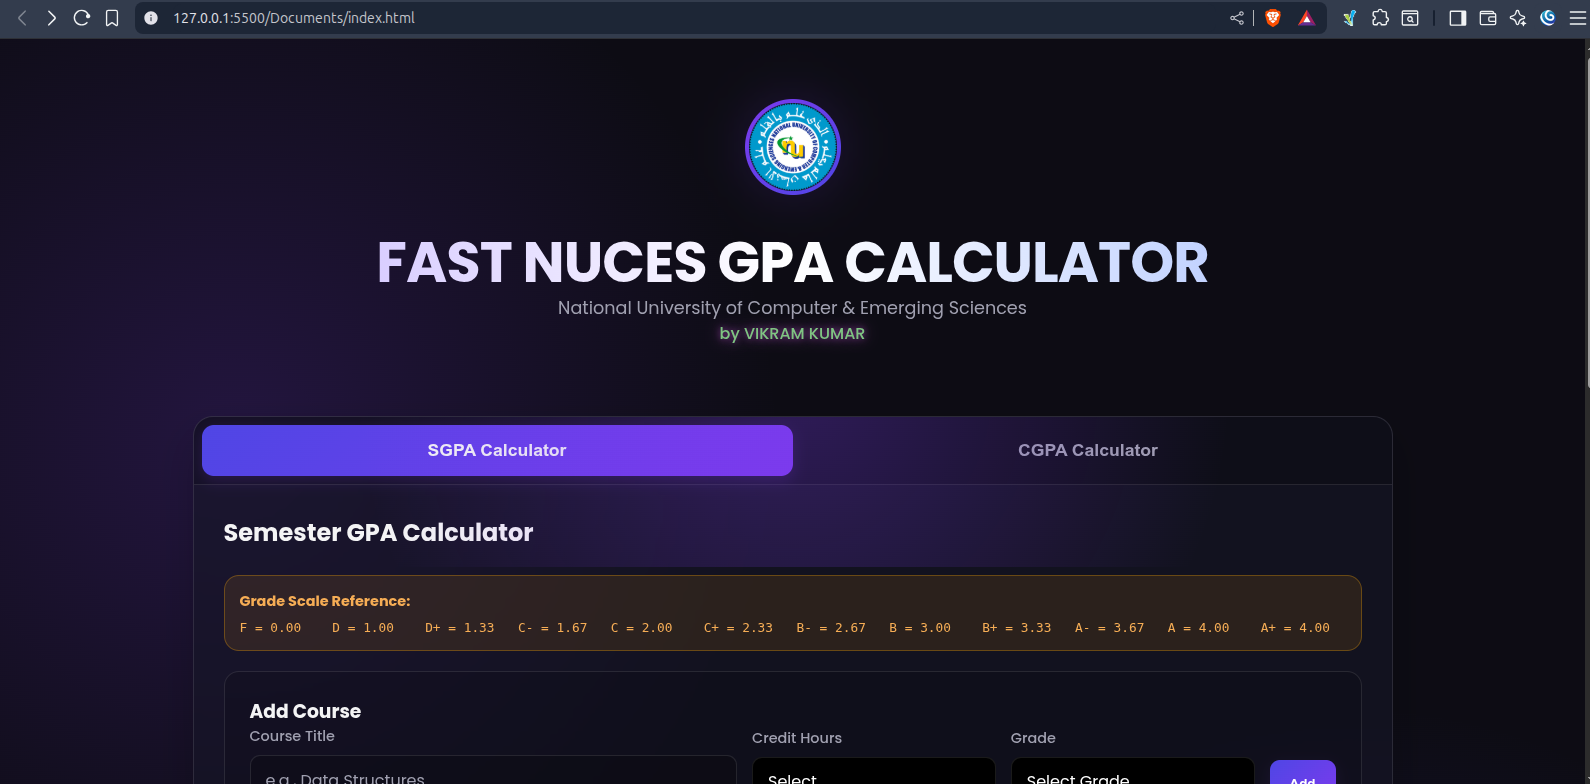 127.0.0.1:5500/Documents/index.html
FAST NUCES GPA CALCULATOR
National University of Computer & Emerging Sciences
by VIKRAM KUMAR
SGPA Calculator CGPA Calculator
Semester GPA Calculator
Grade Scale Reference:
F = 0.00 D = 1.00 D+ = 1.33 C- = 1.67 C = 2.00 C+ = 2.33 B- = 2.67 B = 3.00 B+ = 3.33 A- = 3.67 A = 4.00 A+ = 4.00
Add Course
Course Title Credit Hours Grade
e.g., Data Structures Select Select Grade Add